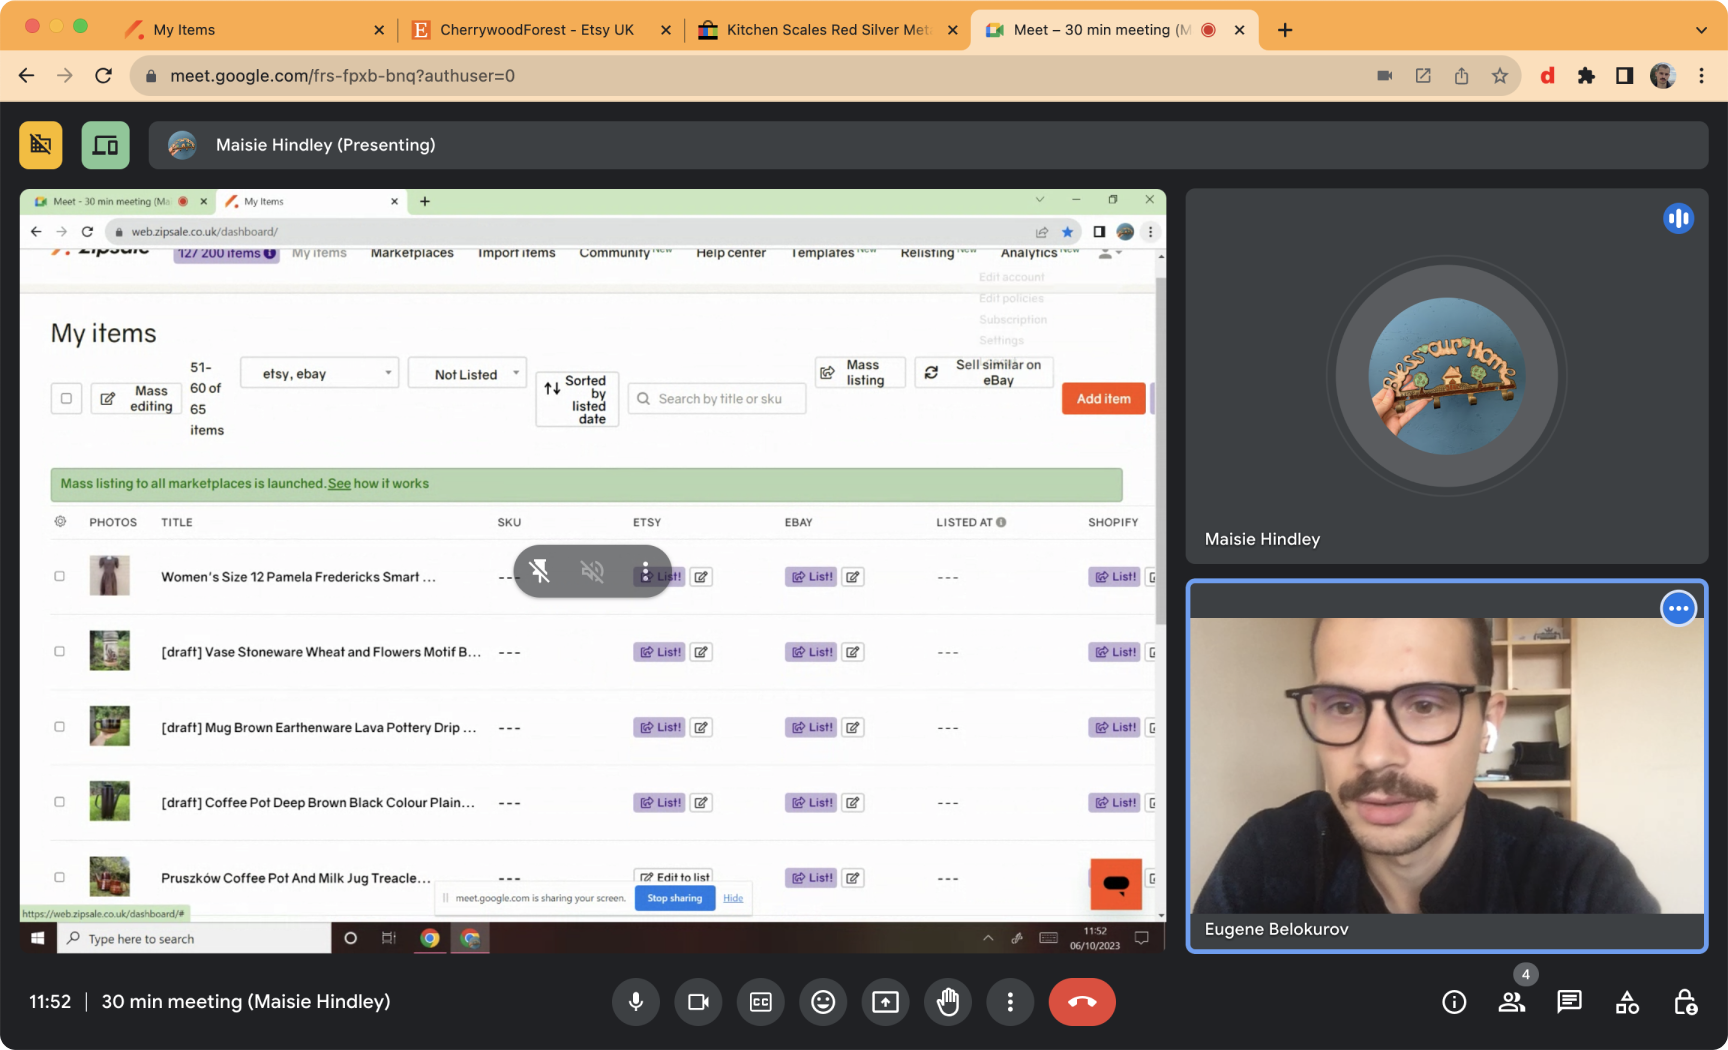 My Items
CherrywoodForest - Etsy UK
Kitchen Scales Red Silver Met
Meet – 30 min meeting (M
meet.google.com/frs-fpxb-bnq?authuser=0
d
Maisie Hindley (Presenting)
Meet - 30 min meeting (Ma
My Items
web.zipsale.co.uk/dashboard/
zipsale
127 200 items
My items
Marketplaces
Import items
Community New
Help center
Templates New
Relisting New
Analytics New
Edit account
Edit policies
Subscription
Settings
My items
Mass editing
51-60 of 65 items
etsy, ebay
Not Listed
Sorted by listed date
Search by title or sku
Mass listing
Sell similar on eBay
Add item
Mass listing to all marketplaces is launched. See how it works
PHOTOS TITLE SKU ETSY EBAY LISTED AT SHOPIFY
Women's Size 12 Pamela Fredericks Smart ... --- List! List! --- List!
[draft] Vase Stoneware Wheat and Flowers Motif B... --- List! List! --- List!
[draft] Mug Brown Earthenware Lava Pottery Drip ... --- List! List! --- List!
[draft] Coffee Pot Deep Brown Black Colour Plain... --- List! List! --- List!
Pruszków Coffee Pot And Milk Jug Treacle... --- Edit to list List! ---
meet.google.com is sharing your screen.
Stop sharing
Hide
https://web.zipsale.co.uk/dashboard/#
Type here to search
11:52
06/10/2023
Bless our Home
Maisie Hindley
Eugene Belokurov
11:52 | 30 min meeting (Maisie Hindley)
CC
4